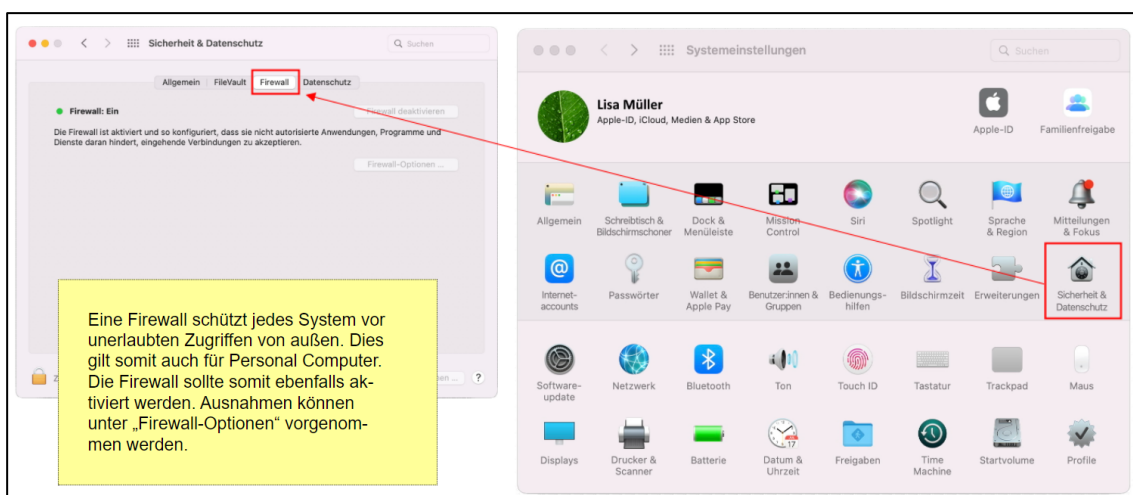 Sicherheit & Datenschutz
Suchen
Allgemein FileVault Firewall Datenschutz
Firewall: Ein
Firewall deaktivieren
Die Firewall ist aktiviert und so konfiguriert, dass sie nicht autorisierte Anwendungen, Programme und
Dienste daran hindert, eingehende Verbindungen zu akzeptieren.
Firewall-Optionen ...
Eine Firewall schützt jedes System vor
unerlaubten Zugriffen von außen. Dies
gilt somit auch für Personal Computer.
Die Firewall sollte somit ebenfalls ak-
tiviert werden. Ausnahmen können
unter „Firewall-Optionen“ vorgenom-
men werden.
?
Systemeinstellungen
Suchen
Lisa Müller
Apple-ID, iCloud, Medien & App Store
Apple-ID Familienfreigabe
Allgemein Schreibtisch & Dock & Mission Siri Spotlight Sprache Mitteilungen
Bildschirmschoner Menüleiste Control & Region & Fokus
Internet- Passwörter Wallet & Benutzer:innen & Bedienungs- Bildschirmzeit Erweiterungen Sicherheit &
accounts Apple Pay Gruppen hilfen Datenschutz
Software- Netzwerk Bluetooth Ton Touch ID Tastatur Trackpad Maus
update
17
Displays Drucker & Batterie Datum & Freigaben Time Startvolume Profile
Scanner Uhrzeit Machine